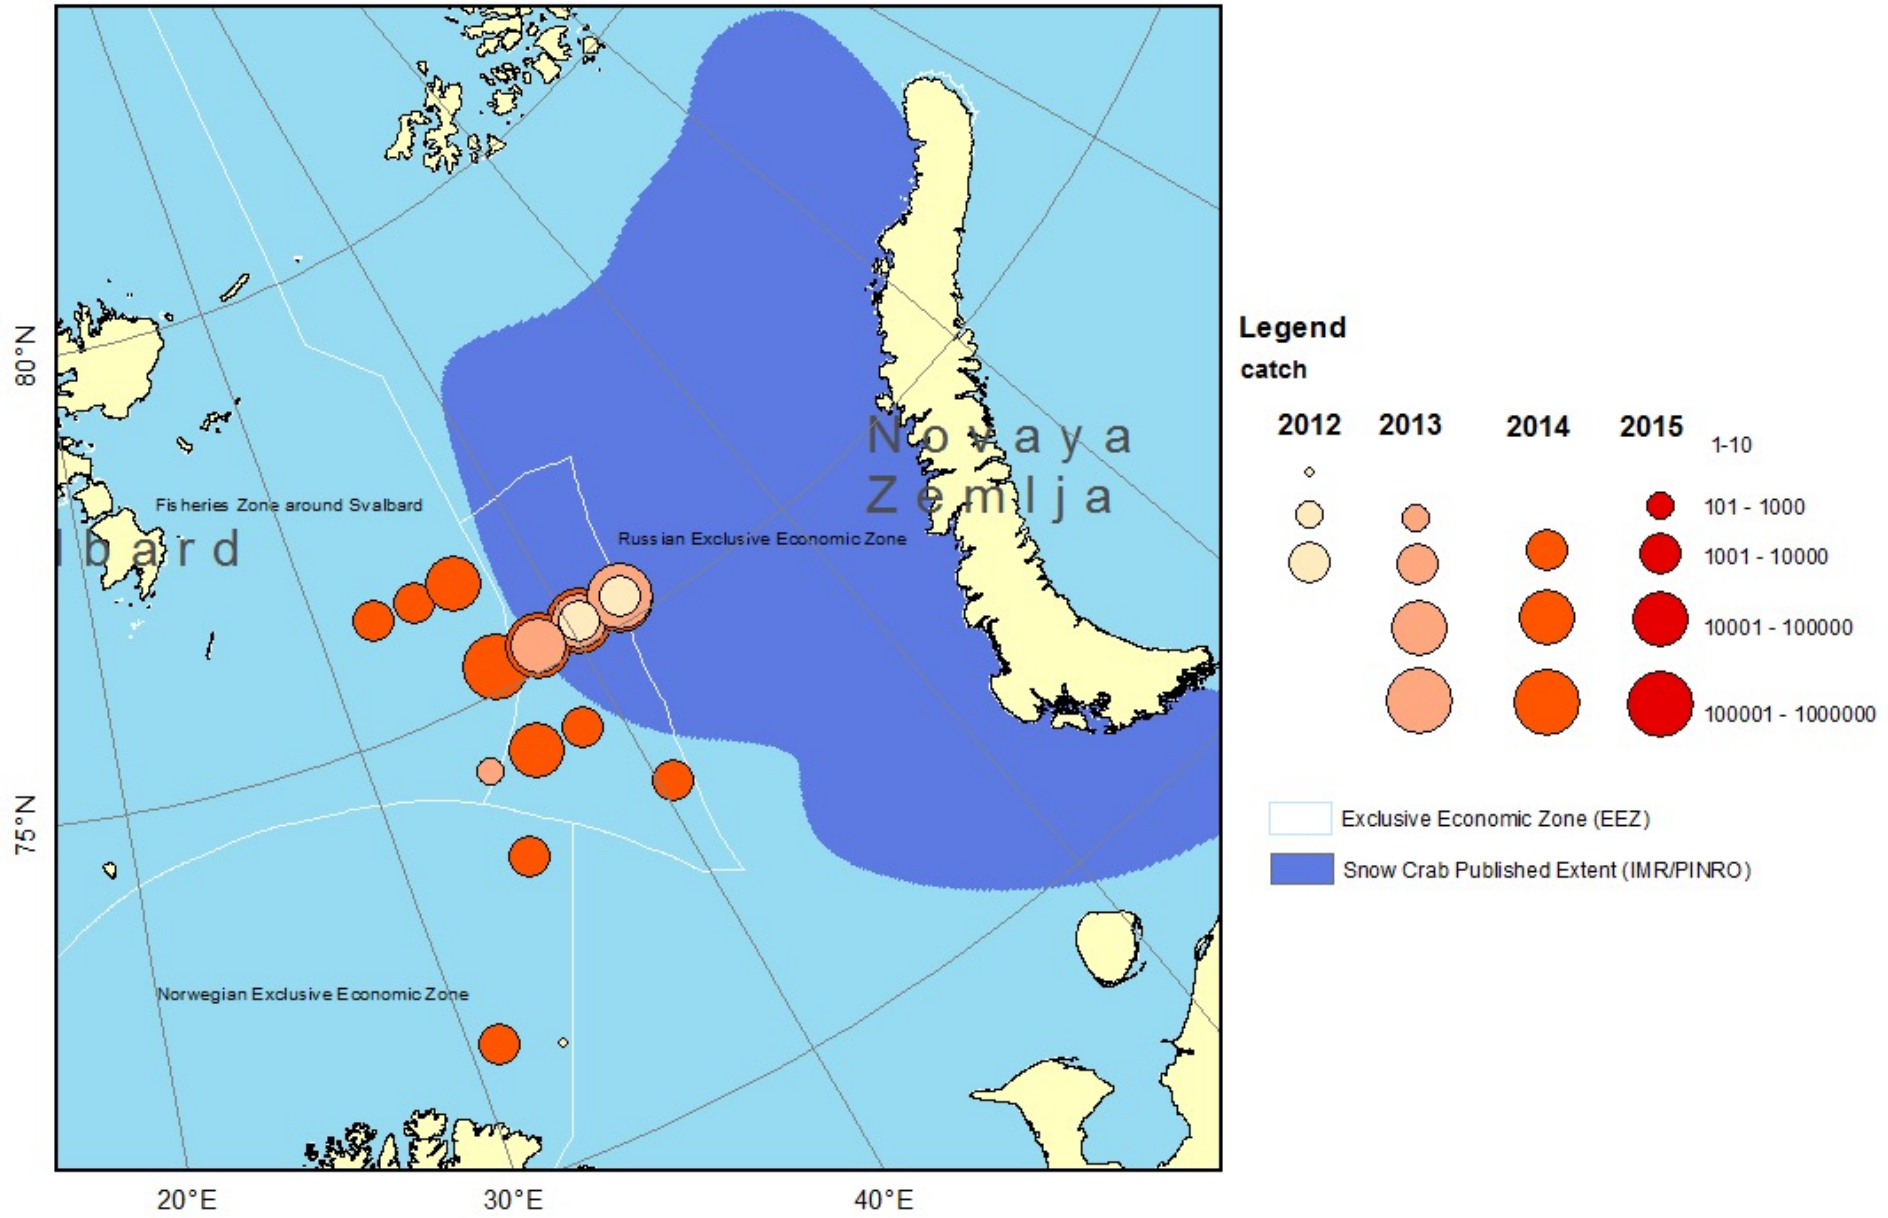 80°N
75°N
20°E
30°E
40°E
Fisheries Zone around Svalbard
lbard
Novaya
Zemlja
Russian Exclusive Economic Zone
Norwegian Exclusive Economic Zone
Legend
catch
2012 2013 2014 2015
1-10
101 - 1000
1001 - 10000
10001 - 100000
100001 - 1000000
Exclusive Economic Zone (EEZ)
Snow Crab Published Extent (IMR/PINRO)